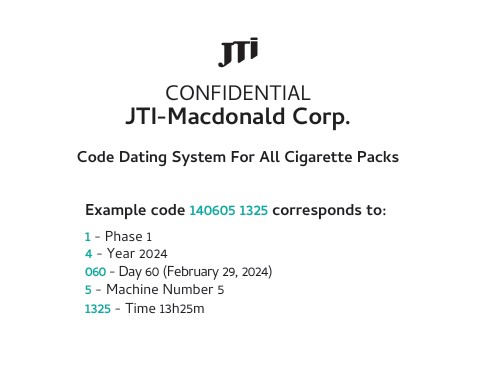 JTi
CONFIDENTIAL
JTI-Macdonald Corp.
Code Dating System For All Cigarette Packs
Example code 140605 1325 corresponds to:
1 - Phase 1
4 - Year 2024
060 - Day 60 (February 29, 2024)
5 - Machine Number 5
1325 - Time 13h25m